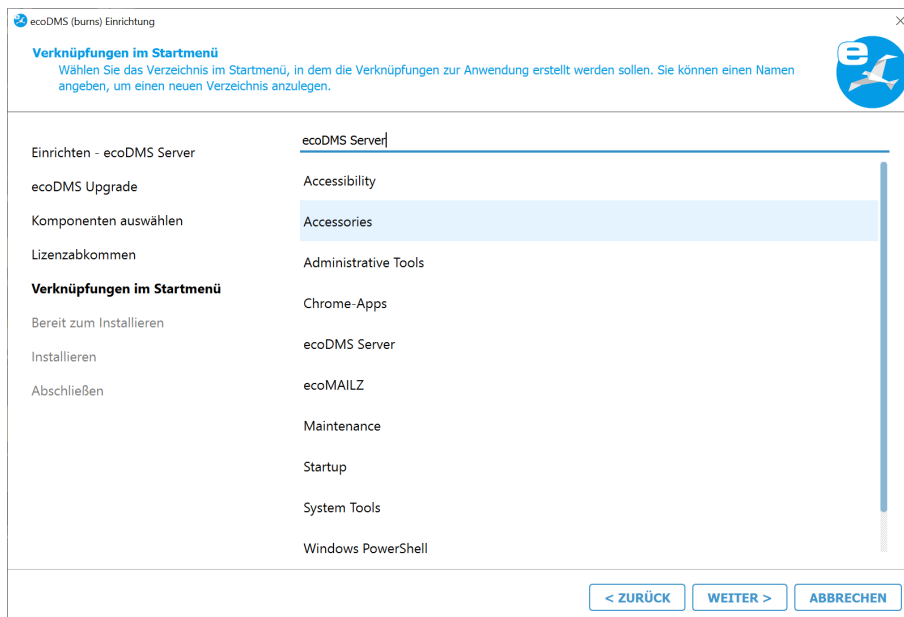 ecoDMS (burns) Einrichtung
Verknüpfungen im Startmenü
Wählen Sie das Verzeichnis im Startmenü, in dem die Verknüpfungen zur Anwendung erstellt werden sollen. Sie können einen Namen
angeben, um einen neuen Verzeichnis anzulegen.
e
Einrichten - ecoDMS Server
ecoDMS Upgrade
Komponenten auswählen
Lizenzabkommen
Verknüpfungen im Startmenü
Bereit zum Installieren
Installieren
Abschließen
ecoDMS Server
Accessibility
Accessories
Administrative Tools
Chrome-Apps
ecoDMS Server
ecoMAILZ
Maintenance
Startup
System Tools
Windows PowerShell
< ZURÜCK WEITER > ABBRECHEN